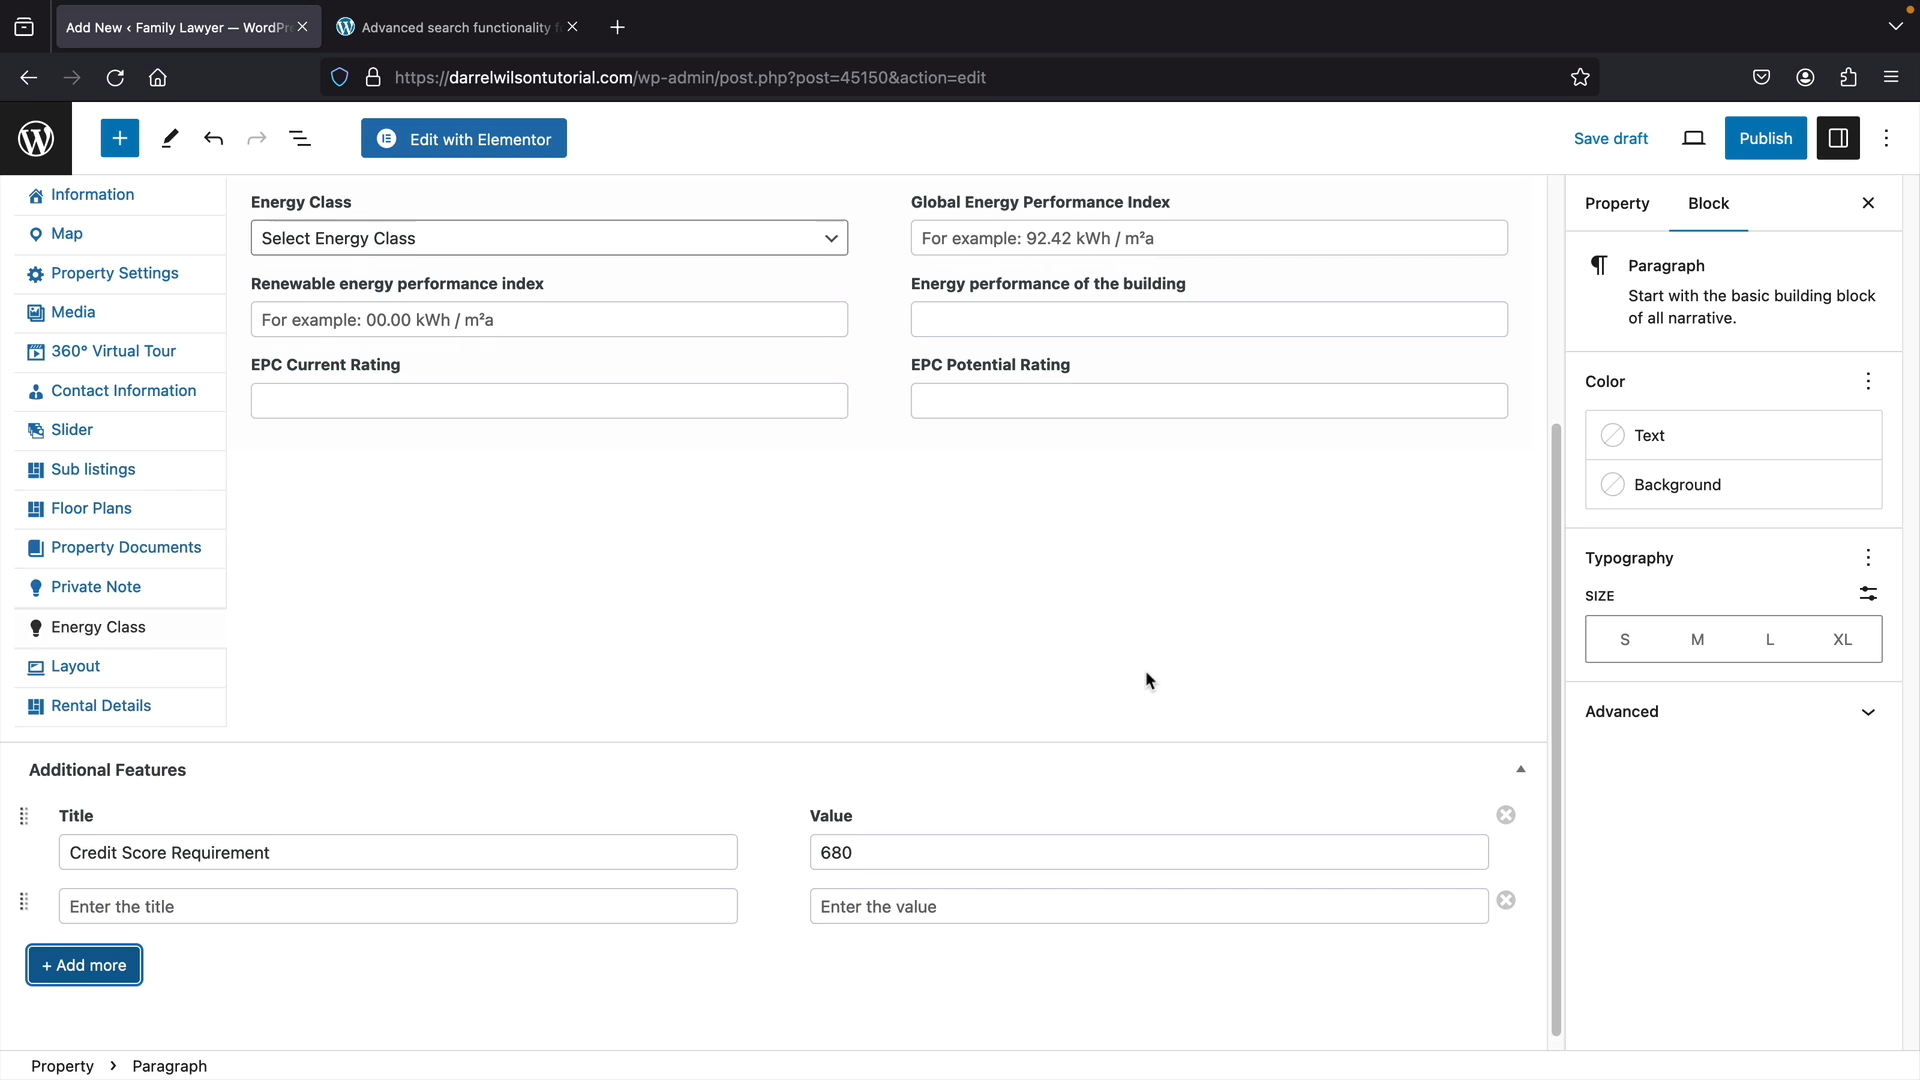 Add New ‹ Family Lawyer — WordPr
Advanced search functionality f
https://darrelwilsontutorial.com/wp-admin/post.php?post=45150&action=edit
Edit with Elementor
Save draft
Publish
Information
Map
Property Settings
Media
360° Virtual Tour
Contact Information
Slider
Sub listings
Floor Plans
Property Documents
Private Note
Energy Class
Layout
Rental Details
Energy Class
Select Energy Class
Global Energy Performance Index
For example: 92.42 kWh / m²a
Renewable energy performance index
For example: 00.00 kWh / m²a
Energy performance of the building
EPC Current Rating
EPC Potential Rating
Additional Features
Title
Value
Credit Score Requirement
680
Enter the title
Enter the value
+ Add more
Property
Block
Paragraph
Start with the basic building block
of all narrative.
Color
Text
Background
Typography
SIZE
S M L XL
Advanced
Property › Paragraph